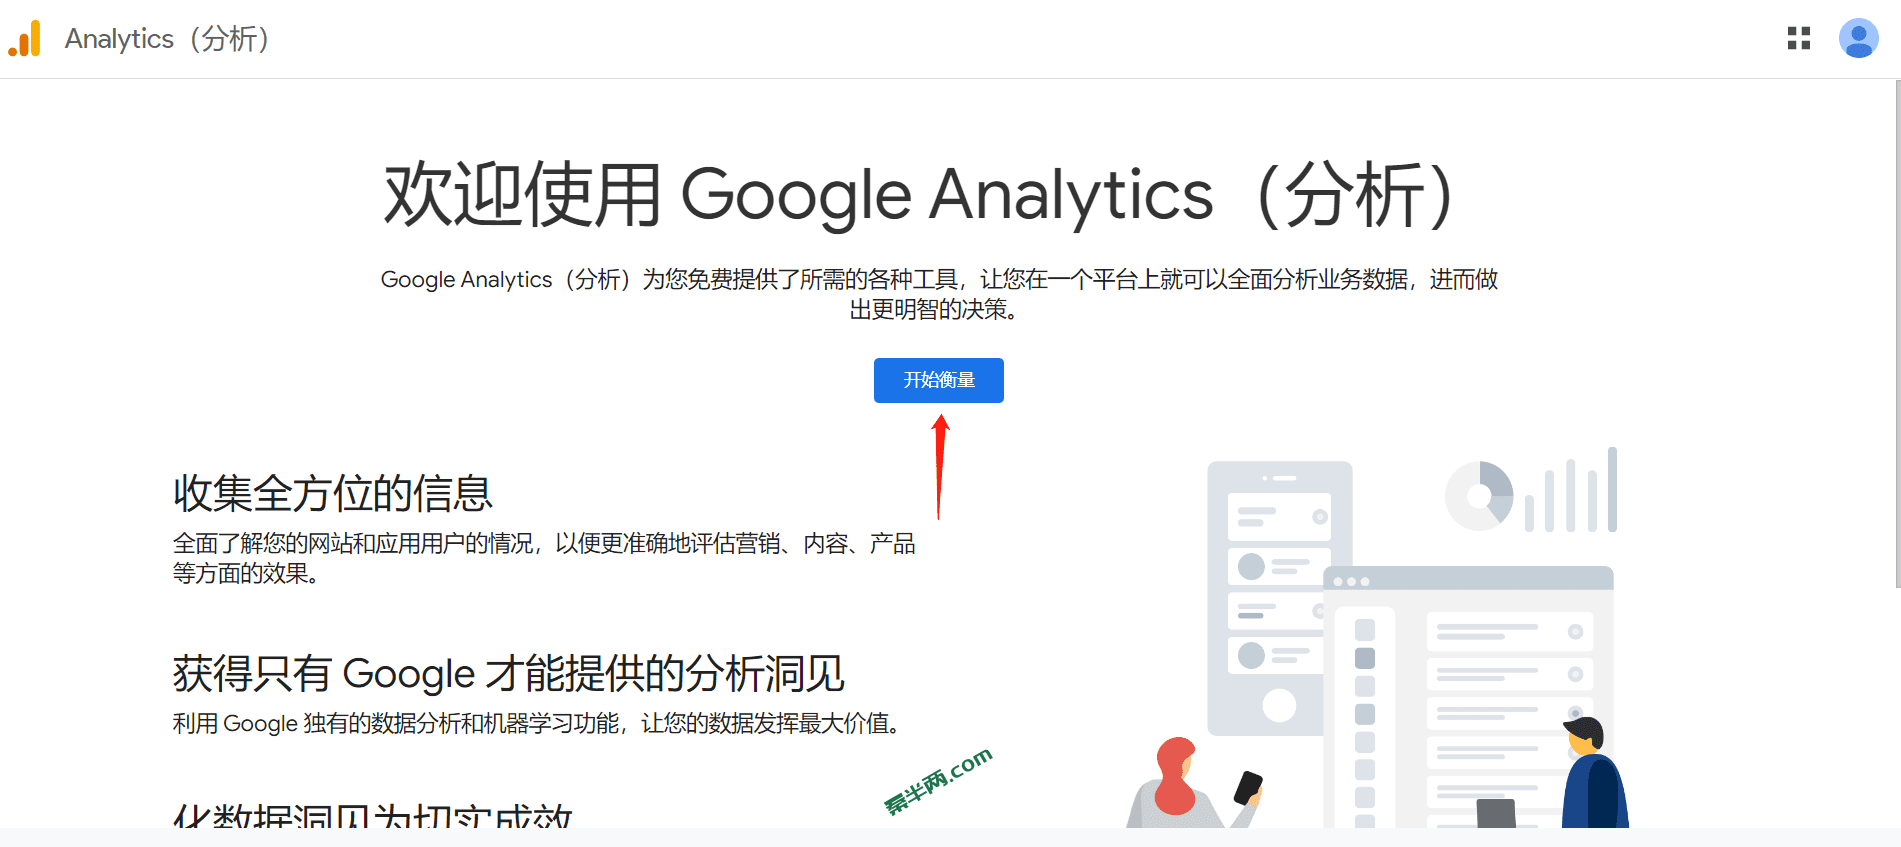 Analytics（分析）
欢迎使用 Google Analytics（分析）
Google Analytics（分析）为您免费提供了所需的各种工具，让您在一个平台上就可以全面分析业务数据，进而做
出更明智的决策。
开始衡量
收集全方位的信息
全面了解您的网站和应用用户的情况，以便更准确地评估营销、内容、产品
等方面的效果。
获得只有 Google 才能提供的分析洞见
利用 Google 独有的数据分析和机器学习功能，让您的数据发挥最大价值。
秦半两.com
化数据洞见为切实成效